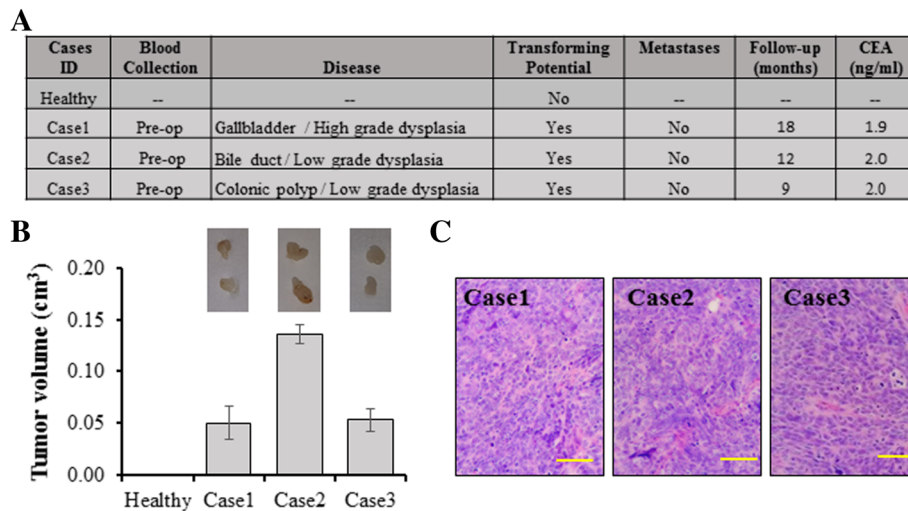 A
Cases ID Blood Collection Disease Transforming Potential Metastases Follow-up (months) CEA (ng/ml)
Healthy -- -- No -- -- --
Case1 Pre-op Gallblader / High grade dysplasia Yes No 18 1.9
Case2 Pre-op Bile duct / Low grade dysplasia Yes No 12 2.0
Case3 Pre-op Colonic polyp / Low grade dysplasia Yes No 9 2.0
B
Tumor volume (cm³)
0.20
0.15
0.10
0.05
0.00
Healthy Case1 Case2 Case3
C
Case1 Case2 Case3